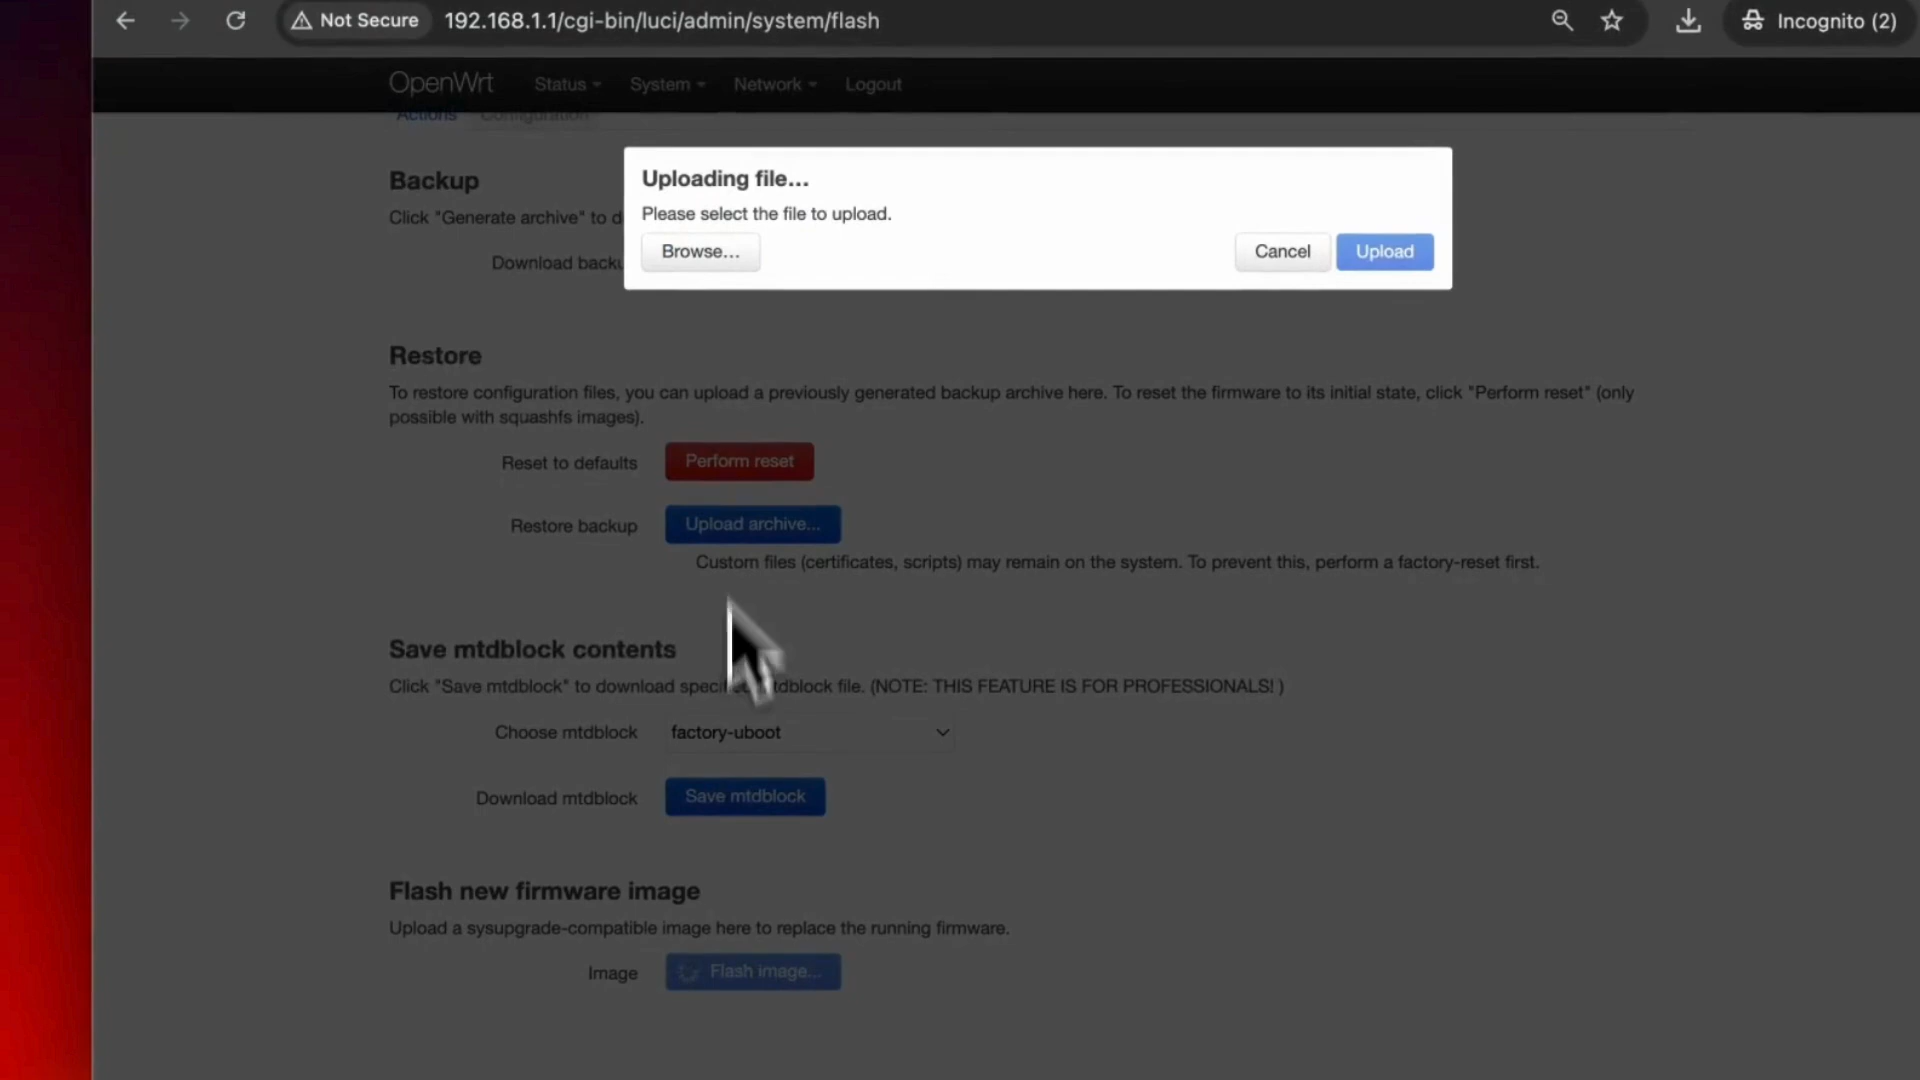 Not Secure 192.168.1.1/cgi-bin/luci/admin/system/flash Incognito (2)
OpenWrt Status System Network Logout
Actions Configuration
Uploading file...
Please select the file to upload.
Browse... Cancel Upload
Backup
Click "Generate archive" to d
Download backu
Restore
To restore configuration files, you can upload a previously generated backup archive here. To reset the firmware to its initial state, click "Perform reset" (only
possible with squashfs images).
Reset to defaults Perform reset
Restore backup Upload archive...
Custom files (certificates, scripts) may remain on the system. To prevent this, perform a factory-reset first.
Save mtdblock contents
Click "Save mtdblock" to download speci tdblock file. (NOTE: THIS FEATURE IS FOR PROFESSIONALS! )
Choose mtdblock factory-uboot
Download mtdblock Save mtdblock
Flash new firmware image
Upload a sysupgrade-compatible image here to replace the running firmware.
Image Flash image...